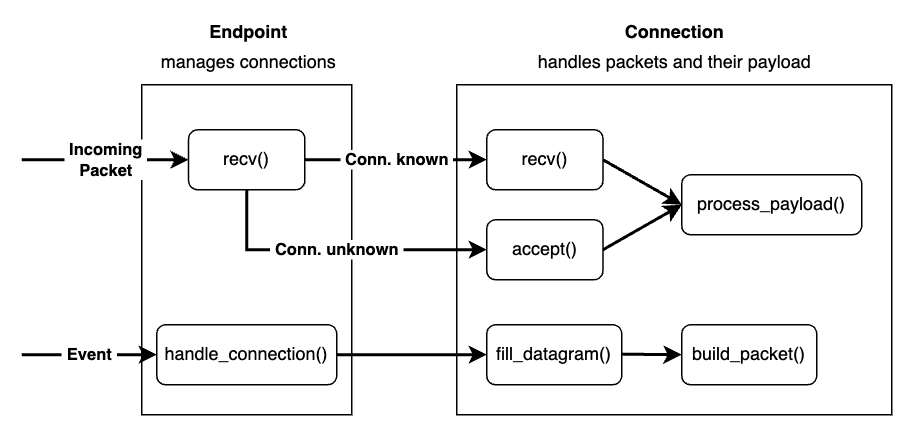 Endpoint
manages connections
Connection
handles packets and their payload
Incoming
Packet
recv()
Conn. known
recv()
process_payload()
Conn. unknown
accept()
Event
handle_connection()
fill_datagram()
build_packet()